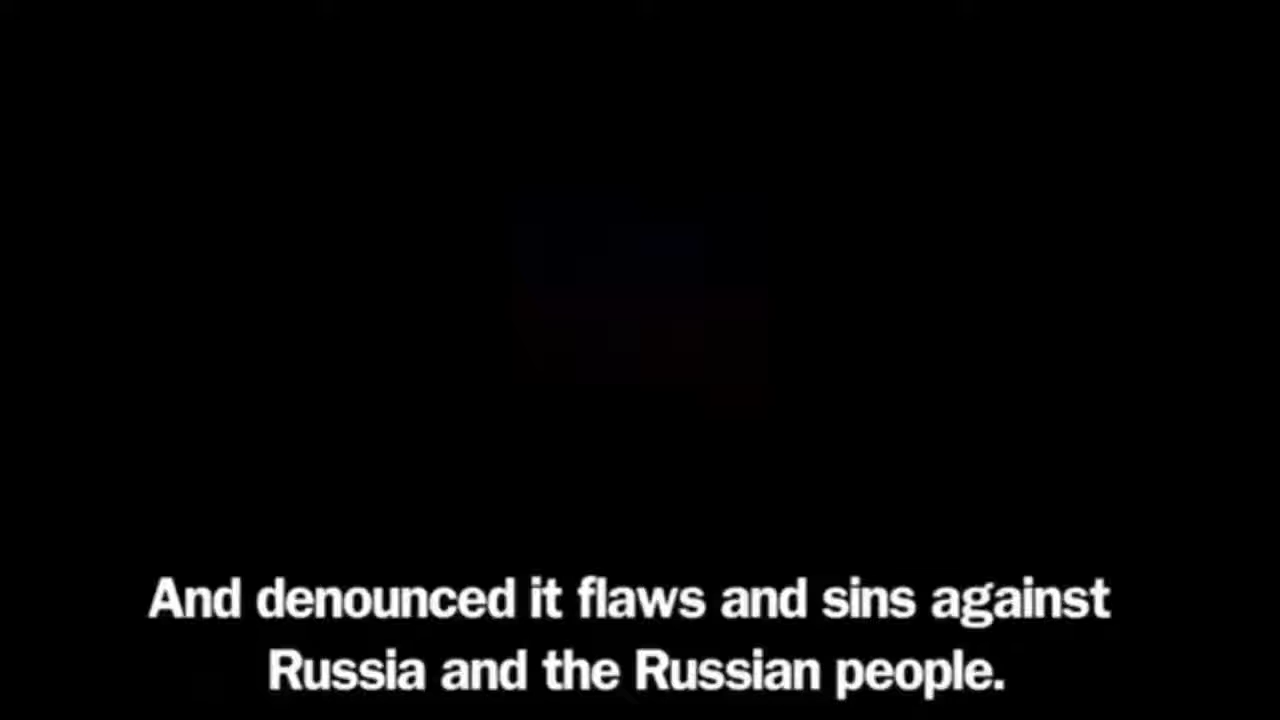 And denounced it flaws and sins against
Russia and the Russian people.